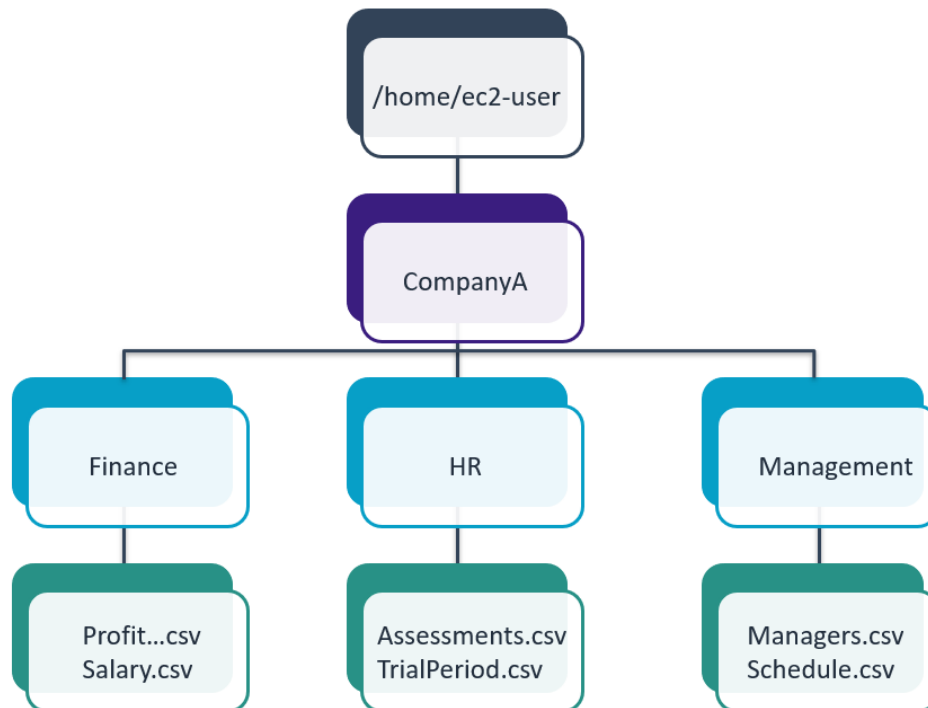 /home/ec2-user
CompanyA
Finance
HR
Management
Profit...csv
Salary.csv
Assessments.csv
TrialPeriod.csv
Managers.csv
Schedule.csv